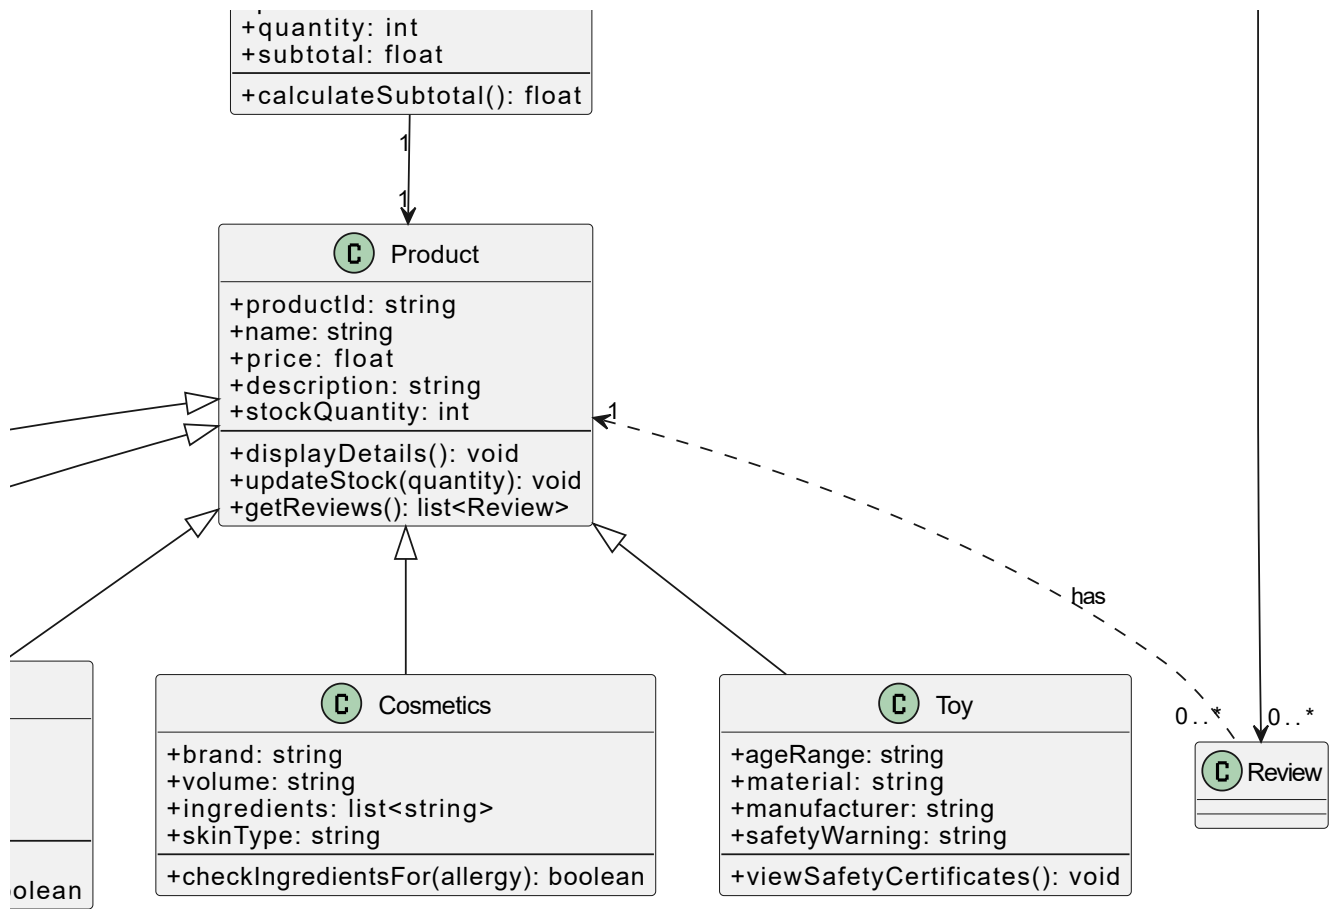 +quantity: int
+subtotal: float
+calculateSubtotal(): float
1
1
C Product
+productId: string
+name: string
+price: float
+description: string
+stockQuantity: int
1
+displayDetails(): void
+updateStock(quantity): void
+getReviews(): list<Review>
has
C Cosmetics
+brand: string
+volume: string
+ingredients: list<string>
+skinType: string
+checkIngredientsFor(allergy): boolean
C Toy
+ageRange: string
+material: string
+manufacturer: string
+safetyWarning: string
+viewSafetyCertificates(): void
0..*
0..*
C Review
olean